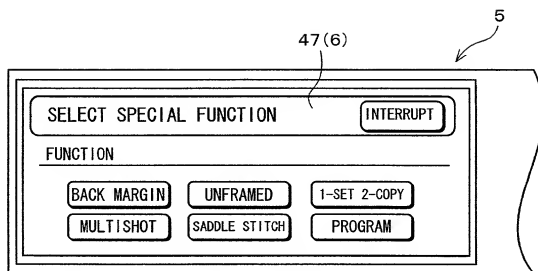 5
47(6)
SELECT SPECIAL FUNCTION INTERRUPT
FUNCTION
BACK MARGIN UNFRAMED 1-SET 2-COPY
MULTISHOT SADDLE STITCH PROGRAM